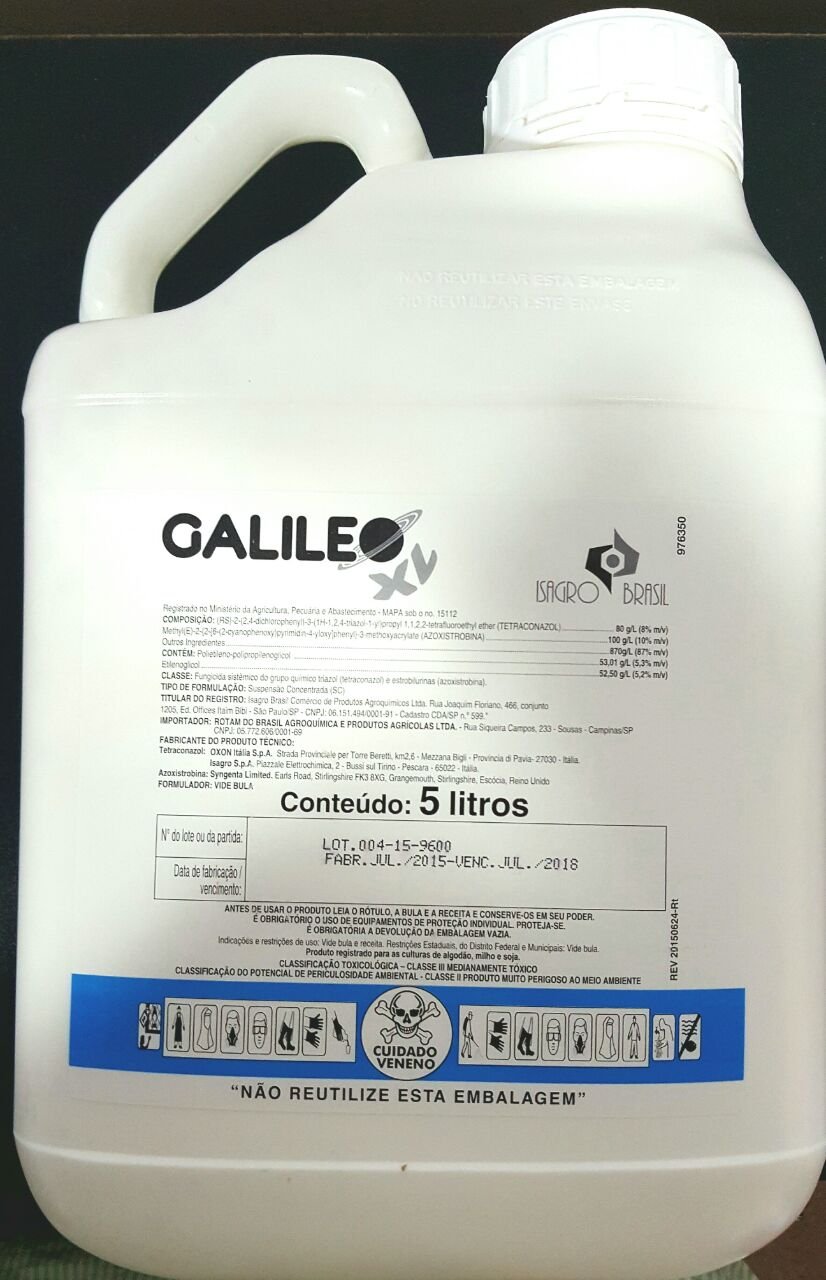 NAO REUTILIZAR ESTA EMBALAGEM
NO REUTILIZAR ESTE ENVASE
GALILEO
XL
ISAGRO BRASIL
976350
Registrado no Ministério da Agricultura, Pecuária e Abastecimento - MAPA sob o no. 15112
COMPOSIÇÃO: (RS)-2-(2,4-dichlorophenyl)-3-(1H-1,2,4-triazol-1-yl)propyl 1,1,2,2-tetrafluroethyl ether (TETRACONAZOL) 80 g/L (8% m/v)
Methyl(E)-2-{2-[6-(2-cyanophenoxy)pyrimidin-4-yloxy]phenyl}-3-methoxyacrylate (AZOXISTROBINA) 100 g/L (10% m/v)
Outros Ingredientes 870g/L (87% m/v)
CONTÉM: Polietileno-polipropilenoglicol 53,01 g/L (5,3% m/v)
Etilenoglicol 52,50 g/L (5,2% m/v)
CLASSE: Fungicida sistêmico do grupo químico triazol (tetraconazol) e estrobilurinas (azoxistrobina).
TIPO DE FORMULAÇÃO: Suspensão Concentrada (SC)
TITULAR DO REGISTRO: Isagro Brasil Comércio de Produtos Agroquímicos Ltda. Rua Joaquim Floriano, 466, conjunto
1205, Ed. Offices Itaim Bibi - São Paulo/SP - CNPJ: 06.151.494/0001-91 - Cadastro CDA/SP n.º 599."
IMPORTADOR: ROTAM DO BRASIL AGROQUÍMICA E PRODUTOS AGRÍCOLAS LTDA. - Rua Siqueira Campos, 233 - Sousas - Campinas/SP
CNPJ: 05.772.606/0001-69
FABRICANTE DO PRODUTO TÉCNICO:
Tetraconazol: OXON Itália S.p.A. Strada Provinciale per Torre Beretti, km2,6 - Mezzana Bigli - Provincia di Pavia- 27030 - Itália.
Isagro S.p.A. Piazzale Elettrochimica, 2 - Bussi sul Tirino - Pescara - 65022 - Itália.
Azoxistrobina: Syngenta Limited. Earls Road, Stirlingshire FK3 8XG, Grangemouth, Stirlingshire, Escócia, Reino Unido
FORMULADOR: VIDE BULA
Conteúdo: 5 litros
N° do lote ou da partida:
LOT.004-15-9600
FABR.JUL./2015-VENC.JUL./2018
Data de fabricação /
vencimento:
ANTES DE USAR O PRODUTO LEIA O RÓTULO, A BULA E A RECEITA E CONSERVE-OS EM SEU PODER.
É OBRIGATÓRIO O USO DE EQUIPAMENTOS DE PROTEÇÃO INDIVIDUAL. PROTEJA-SE.
É OBRIGATÓRIA A DEVOLUÇÃO DA EMBALAGEM VAZIA.
Indicações e restrições de uso: Vide bula e receita. Restrições Estaduais, do Distrito Federal e Municipais: Vide bula.
Produto registrado para as culturas de algodão, milho e soja.
CLASSIFICAÇÃO TOXICOLÓGICA – CLASSE III MEDIANAMENTE TÓXICO
CLASSIFICAÇÃO DO POTENCIAL DE PERICULOSIDADE AMBIENTAL - CLASSE II PRODUTO MUITO PERIGOSO AO MEIO AMBIENTE
REV 20150624-Rt
CUIDADO
VENENO
“NÃO REUTILIZE ESTA EMBALAGEM”